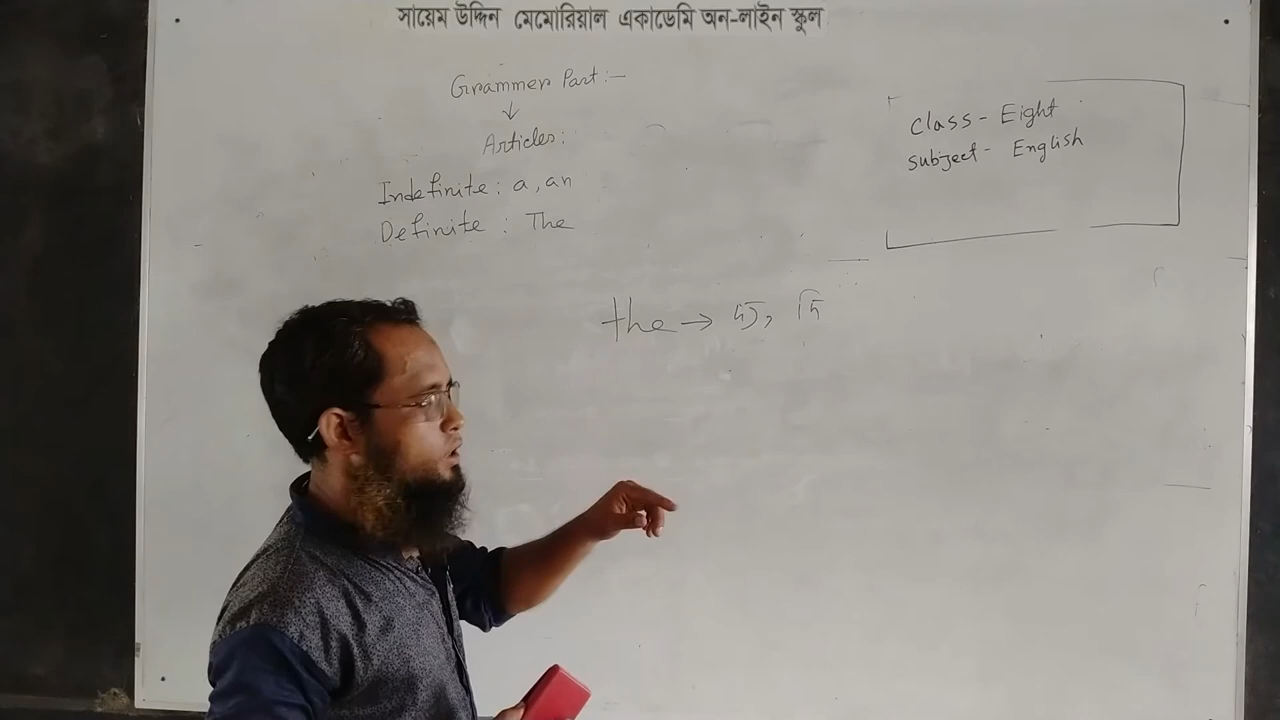 সায়েম উদ্দিন মেমোরিয়াল একাডেমি অন-লাইন স্কুল
Grammer Part:-
↓
Articles:
Indefinite: a, an
Definite : The
class - Eight
subject - English
the → দ্য, দি